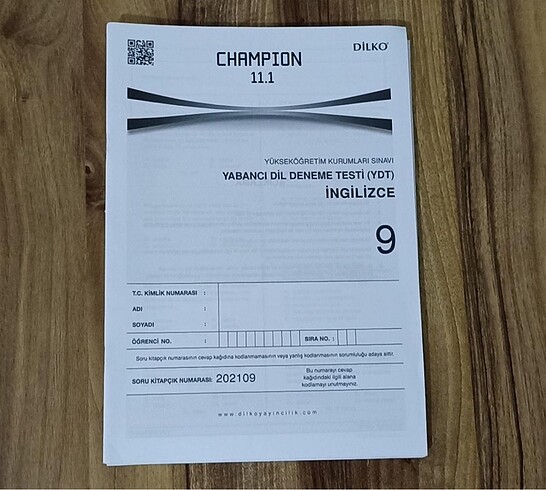 CHAMPION
11.1
DİLKO
YÜKSEKÖĞRETİM KURUMLARI SINAVI
YABANCI DİL DENEME TESTİ (YDT)
İNGİLİZCE
9
T.C. KİMLİK NUMARASI :
ADI :
SOYADI :
ÖĞRENCİ NO. :
SIRA NO. :
Soru kitapçık numarasının cevap kağıdına kodlanmamasının veya yanlış kodlanmasının sorumluluğu adaya aittir.
SORU KİTAPÇIK NUMARASI: 202109
Bu numarayı cevap
kağıdındaki ilgili alana
kodlamayı unutmayınız.
www.dilkoyayincilik.com